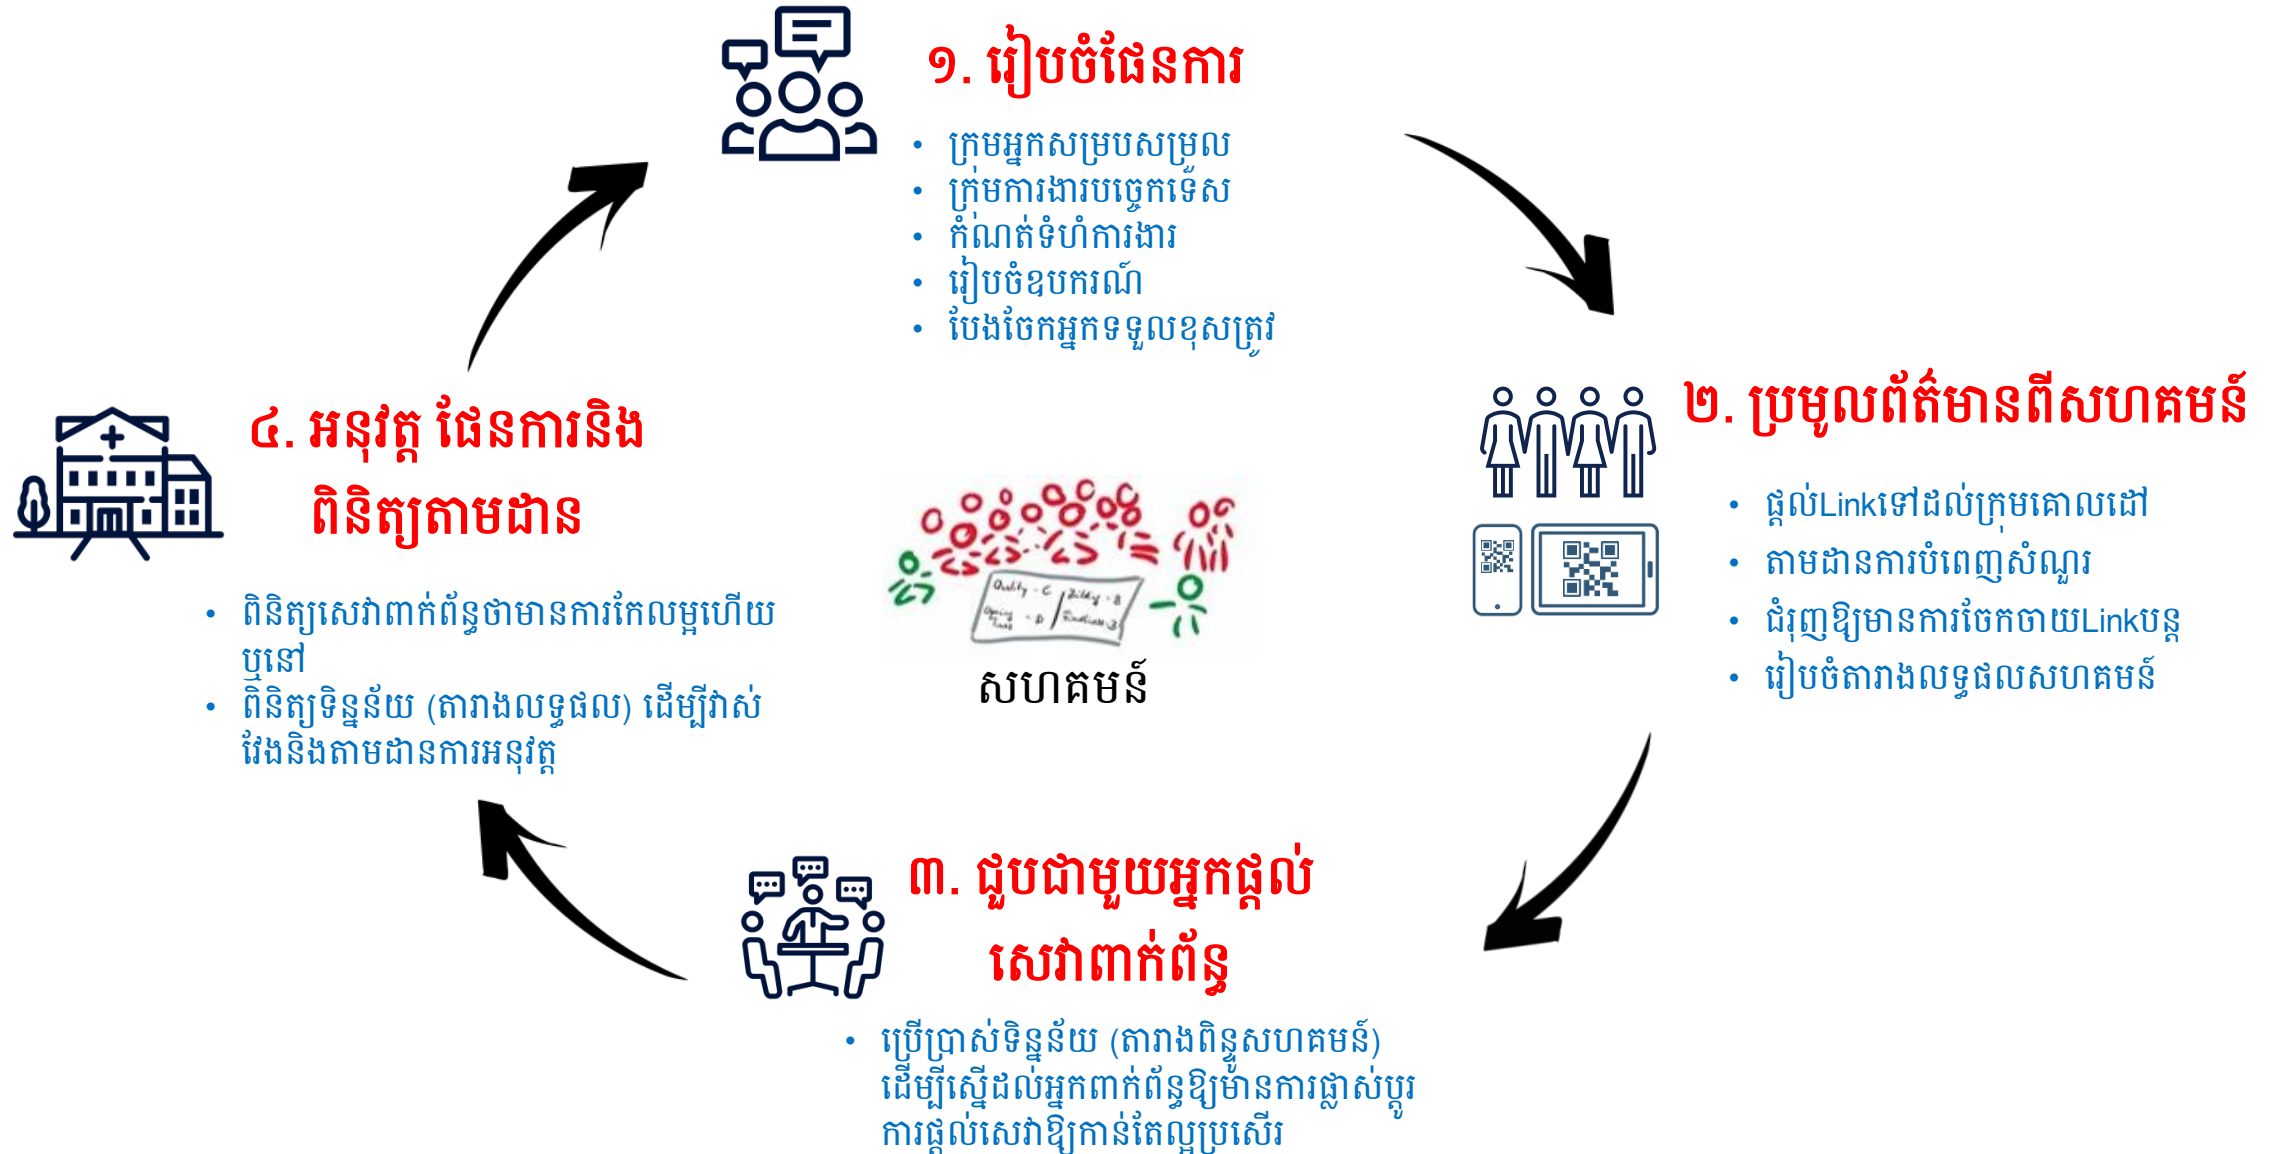 ១. រៀបចំផែនការ
• ក្រុមអ្នកសម្របសម្រួល
• ក្រុមការងារបច្ចេកទេស
• កំណត់ទំហំការងារ
• រៀបចំឧបករណ៍
• បែងចែកអ្នកទទួលខុសត្រូវ
២. ប្រមូលព័ត៌មានពីសហគមន៍
• ផ្តល់Linkទៅដល់ក្រុមគោលដៅ
• តាមដានការបំពេញសំណួរ
• ជំរុញឱ្យមានការចែកចាយLinkបន្ត
• រៀបចំតារាងលទ្ធផលសហគមន៍
៣. ជួបជាមួយអ្នកផ្តល់
សេវាពាក់ព័ន្ធ
• ប្រើប្រាស់ទិន្នន័យ (តារាងពិន្ទុសហគមន៍)
ដើម្បីស្នើដល់អ្នកពាក់ព័ន្ធឱ្យមានការផ្លាស់ប្តូរ
ការផ្តល់សេវាឱ្យកាន់តែល្អប្រសើរ
៤. អនុវត្ត ផែនការនិង
ពិនិត្យតាមដាន
• ពិនិត្យសេវាពាក់ព័ន្ធថាមានការកែលម្អហើយ
ឬនៅ
• ពិនិត្យទិន្នន័យ (តារាងលទ្ធផល) ដើម្បីវាស់
វែងនិងតាមដានការអនុវត្ត
Quality - C
សហគមន៍